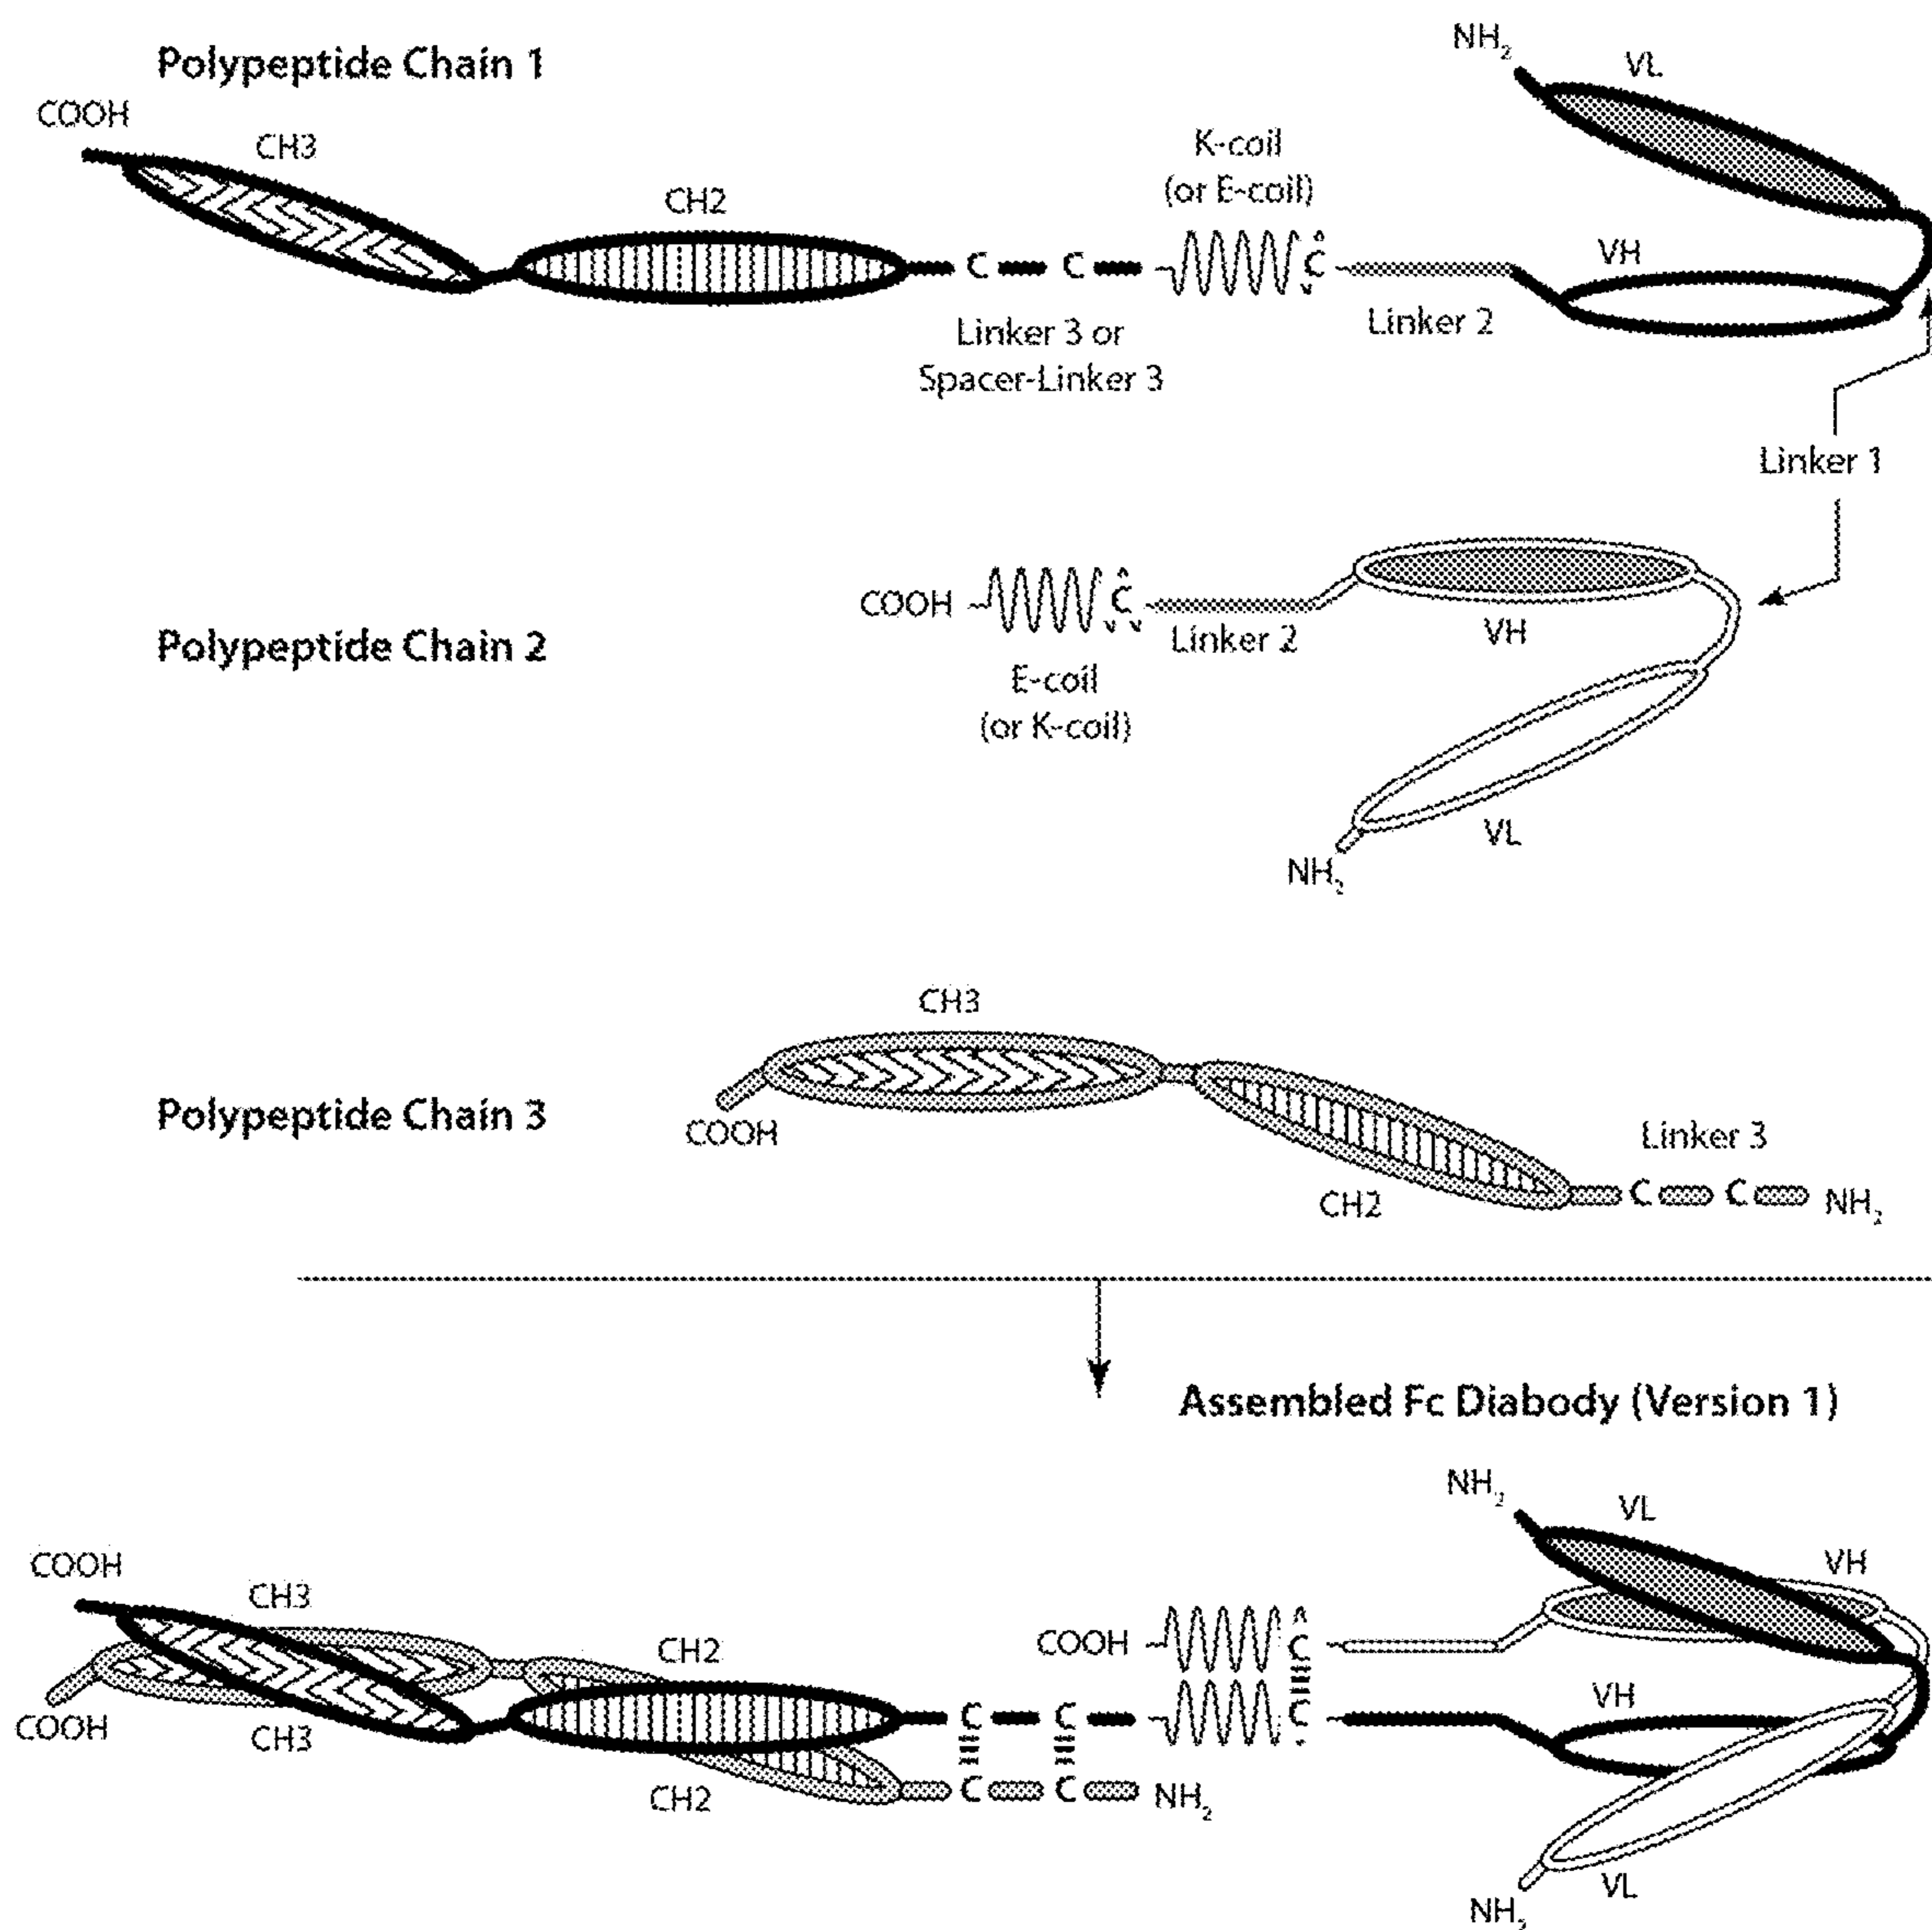 Polypeptide Chain 1
NH2
VL
COOH
CH3
K-coil
(or E-coil)
CH2
VH
C C C
Linker 3 or
Spacer-Linker 3
Linker 2
Linker 1
COOH
C
Linker 2
VH
Polypeptide Chain 2
E-coil
(or K-coil)
VL
NH2
CH3
Polypeptide Chain 3
COOH
Linker 3
CH2
C C NH2
Assembled Fc Diabody (Version 1)
NH2
VL
COOH
CH3
VH
CH2
COOH
C
VH
C C C
COOH
CH3
CH2
C C NH2
VL
NH2